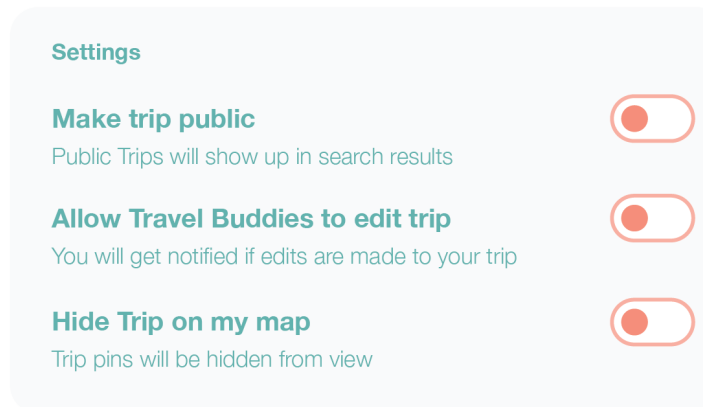 Settings
Make trip public
Public Trips will show up in search results
Allow Travel Buddies to edit trip
You will get notified if edits are made to your trip
Hide Trip on my map
Trip pins will be hidden from view